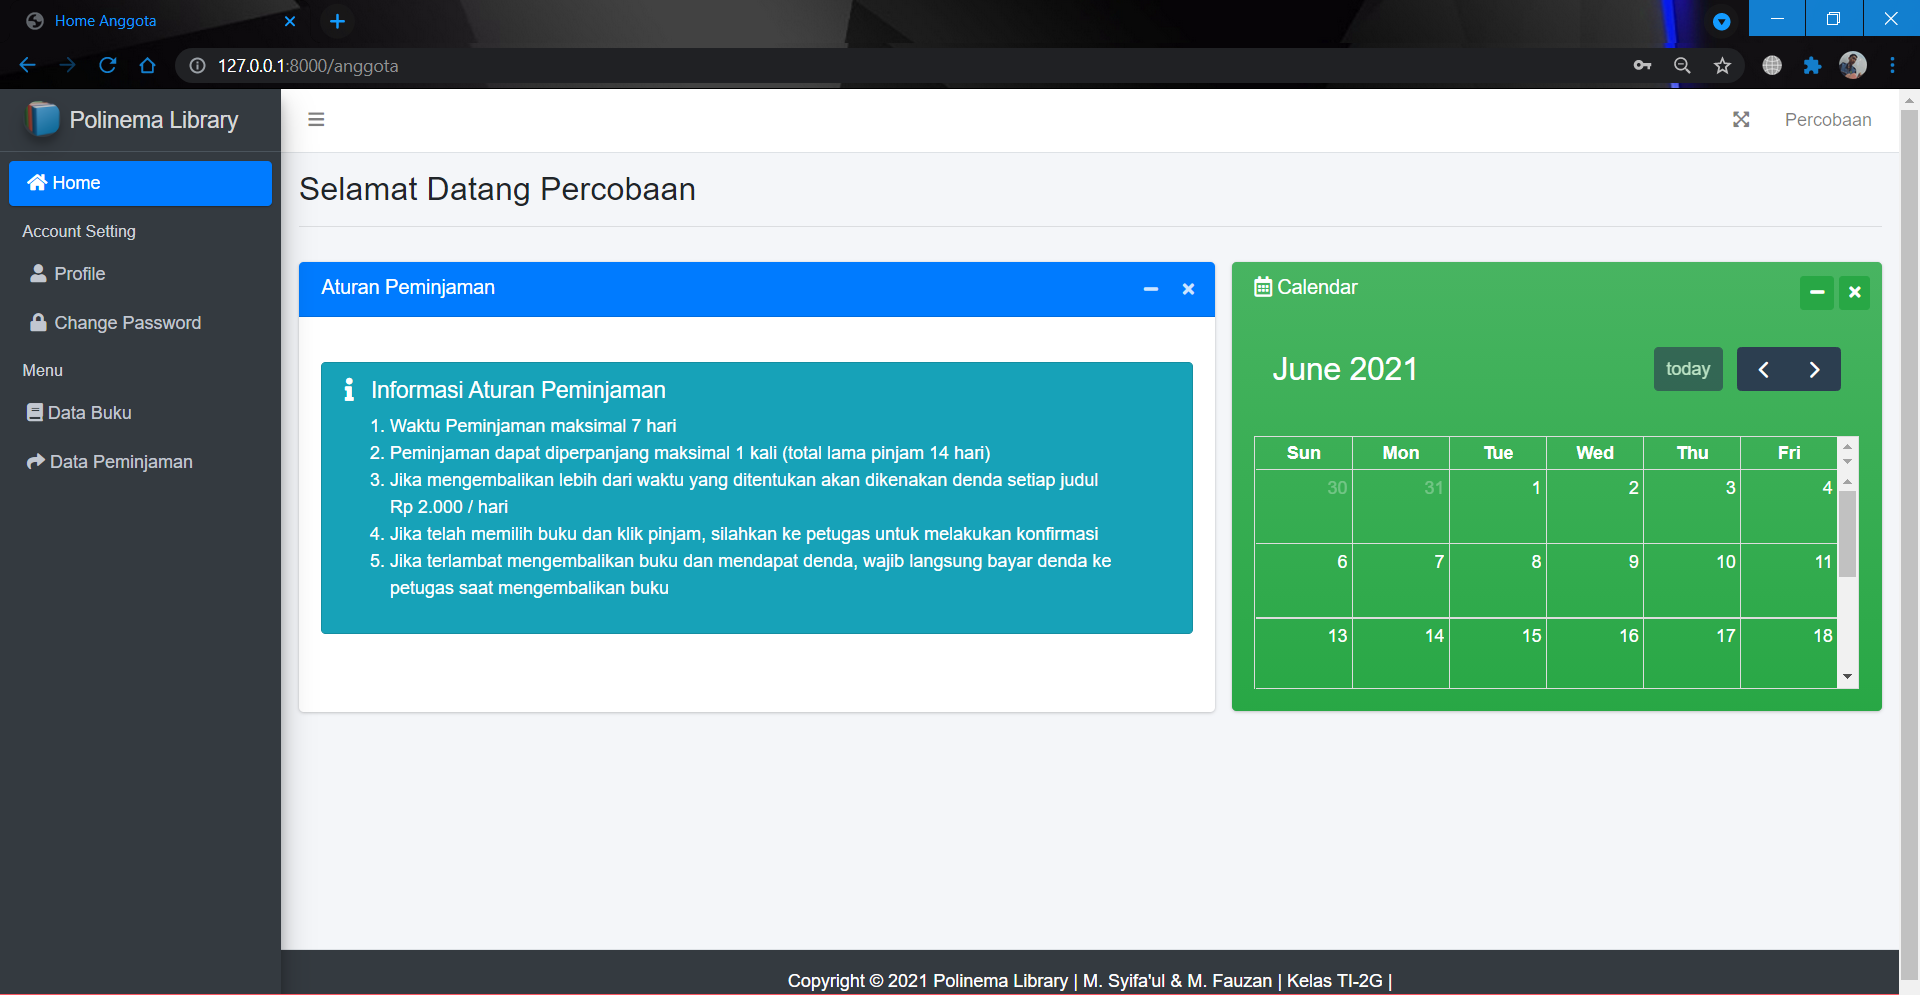 Home Anggota
127.0.0.1:8000/anggota
Polinema Library
Percobaan
Home
Account Setting
Profile
Change Password
Menu
Data Buku
Data Peminjaman
Selamat Datang Percobaan
Aturan Peminjaman
Informasi Aturan Peminjaman
1. Waktu Peminjaman maksimal 7 hari
2. Peminjaman dapat diperpanjang maksimal 1 kali (total lama pinjam 14 hari)
3. Jika mengembalikan lebih dari waktu yang ditentukan akan dikenakan denda setiap judul
Rp 2.000 / hari
4. Jika telah memilih buku dan klik pinjam, silahkan ke petugas untuk melakukan konfirmasi
5. Jika terlambat mengembalikan buku dan mendapat denda, wajib langsung bayar denda ke
petugas saat mengembalikan buku
Calendar
June 2021
today
Sun Mon Tue Wed Thu Fri
30 31 1 2 3 4
6 7 8 9 10 11
13 14 15 16 17 18
Copyright © 2021 Polinema Library | M. Syifa'ul & M. Fauzan | Kelas TI-2G |